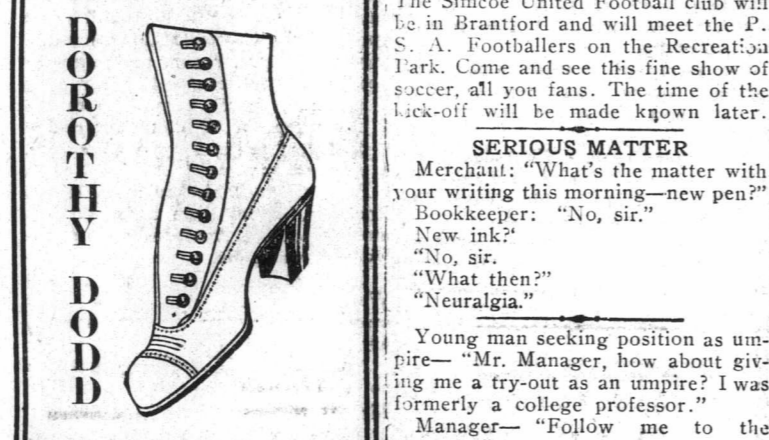 DOROTHY DODD
The Simcoe United Football club will
be in Brantford and will meet the P.
S. A. Footballers on the Recreation
Park. Come and see this fine show of
soccer, all you fans. The time of the
kick-off will be made known later.
SERIOUS MATTER
Merchant: "What's the matter with
your writing this morning—new pen?"
Bookkeeper: "No, sir."
New ink?'
"No, sir.
"What then?"
"Neuralgia."
Young man seeking position as um-
pire— "Mr. Manager, how about giv-
ing me a try-out as an umpire? I was
formerly a college professor."
Manager— "Follow me to the